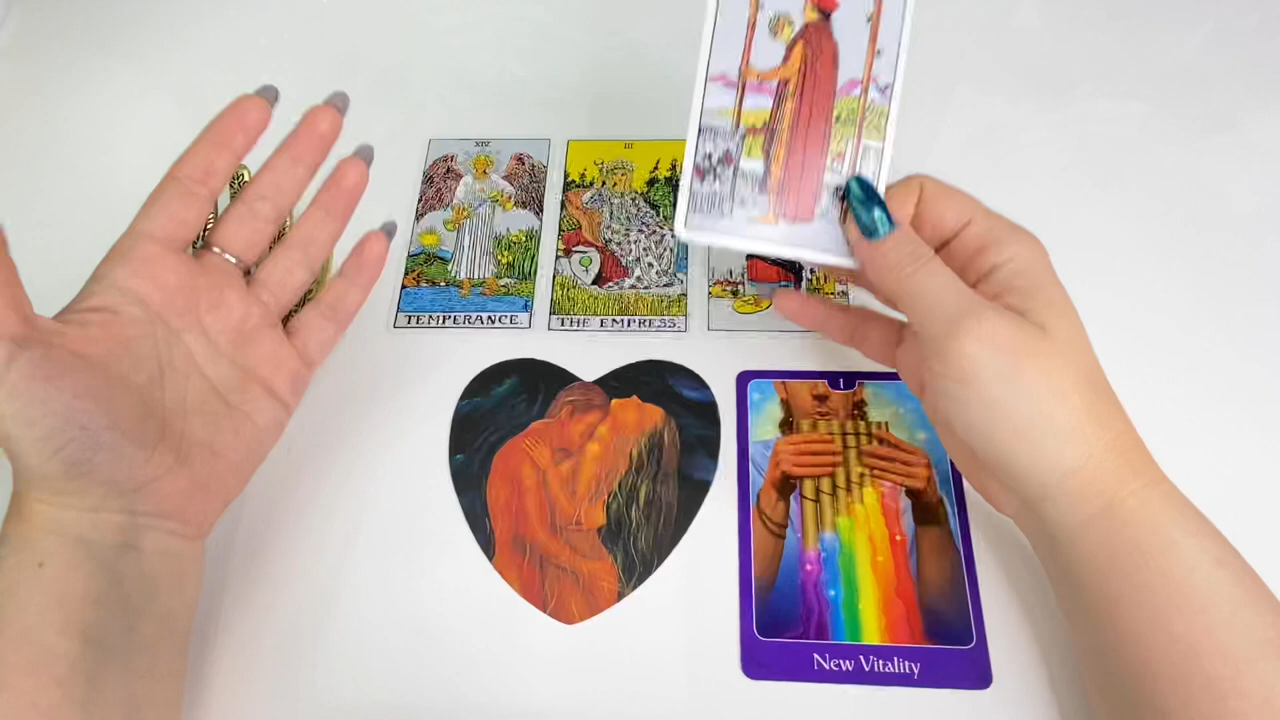 XIV
III
TEMPERANCE.
THE EMPRESS.
1
New Vitality